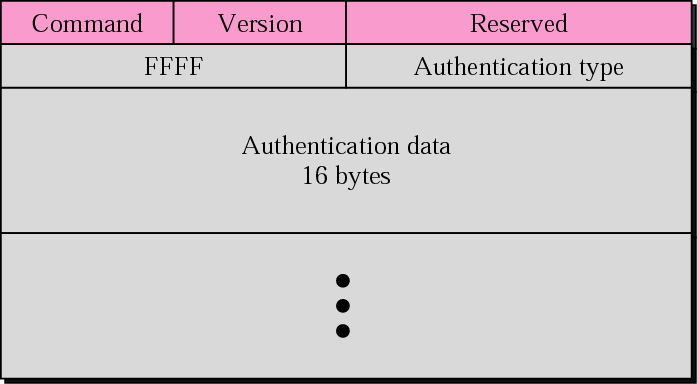 Command Version Reserved
FFFF Authentication type
Authentication data
16 bytes